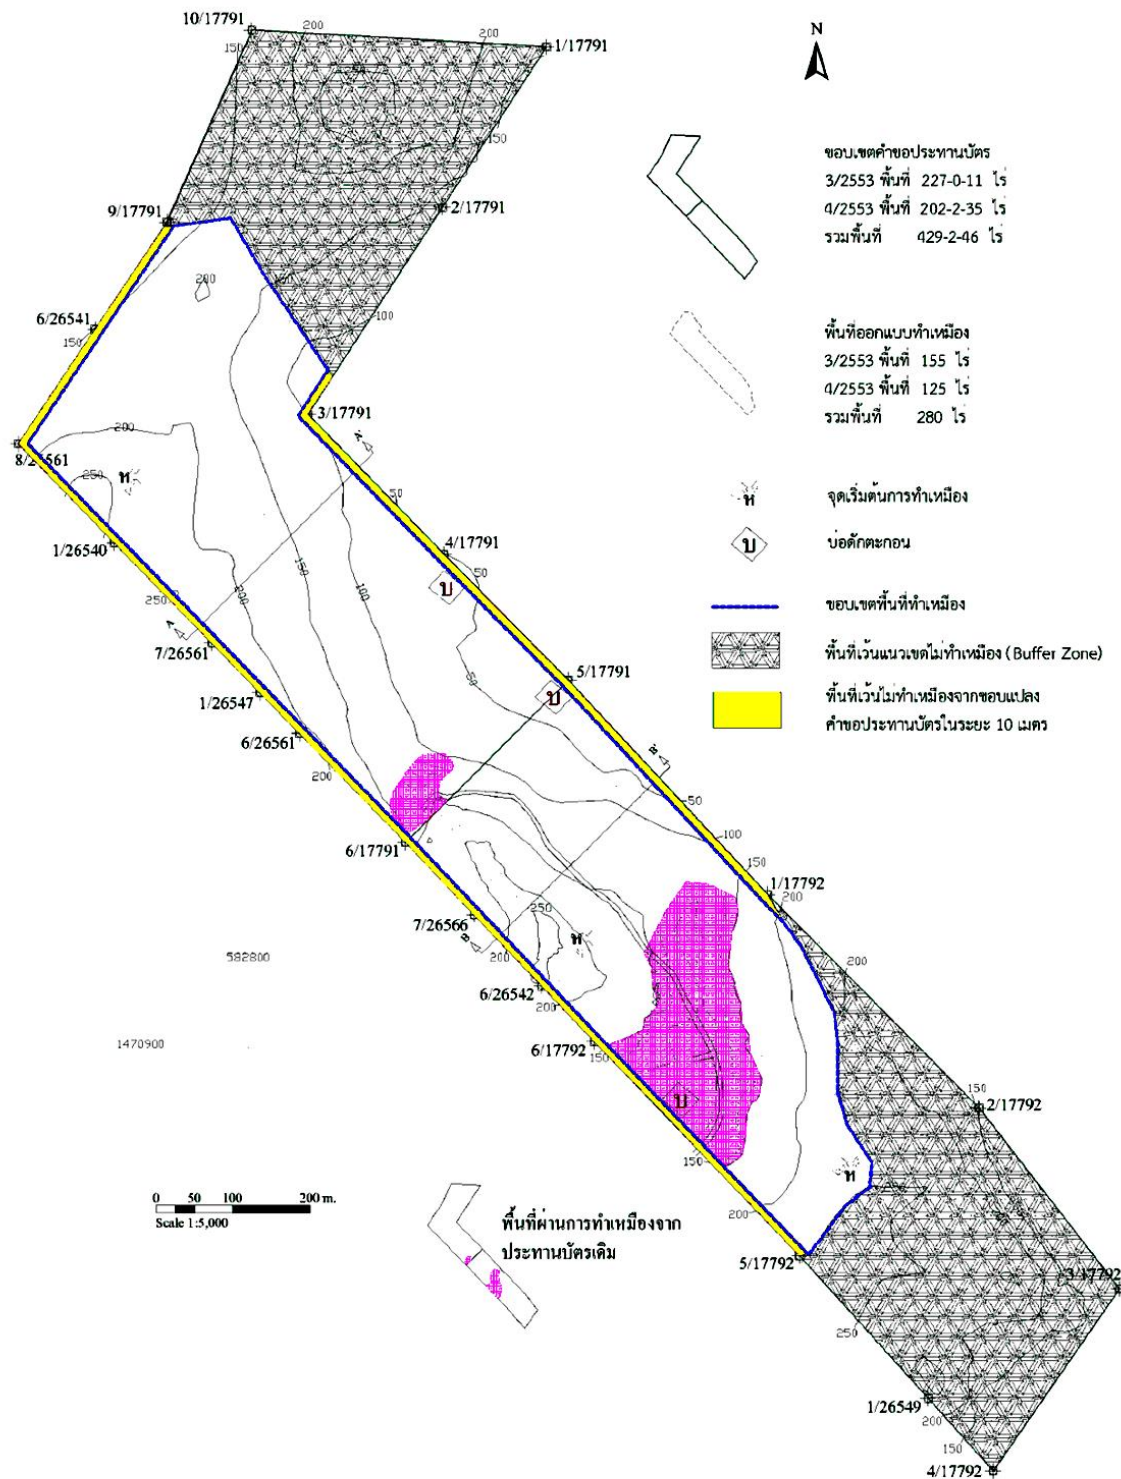 10/17791
200
200
150
1/17791
N
150
ขอบเขตคำขอประทานบัตร
3/2553 พื้นที่ 227-0-11 ไร่
4/2553 พื้นที่ 202-2-35 ไร่
รวมพื้นที่ 429-2-46 ไร่
2/17791
9/17791
200
100
6/26541
150
พื้นที่ออกแบบทำเหมือง
3/2553 พื้นที่ 155 ไร่
4/2553 พื้นที่ 125 ไร่
รวมพื้นที่ 280 ไร่
3/17791
200
8/26561
250
ห
50
ห
จุดเริ่มต้นการทำเหมือง
1/26540
4/17791
บ
บ่อดักตะกอน
150
50
บ
100
250
200
A
ขอบเขตพื้นที่ทำเหมือง
7/26561
พื้นที่เว้นแนวเขตไม่ทำเหมือง (Buffer Zone)
5/17791
50
บ
1/26547
พื้นที่เว้นไม่ทำเหมืองจากขอบแปลง
คำขอประทานบัตรในระยะ 10 เมตร
6/26561
200
50
100
6/17791
150
1/17792
200
7/26566
250
B
ห
200
200
582800
6/26542
200
1470900
6/17792
150
150
2/17792
บ
150
ห
0 50 100 200 m.
Scale 1:5,000
200
พื้นที่ผ่านการทำเหมืองจาก
ประทานบัตรเดิม
5/17792
3/17792
250
1/26549
200
150
4/17792